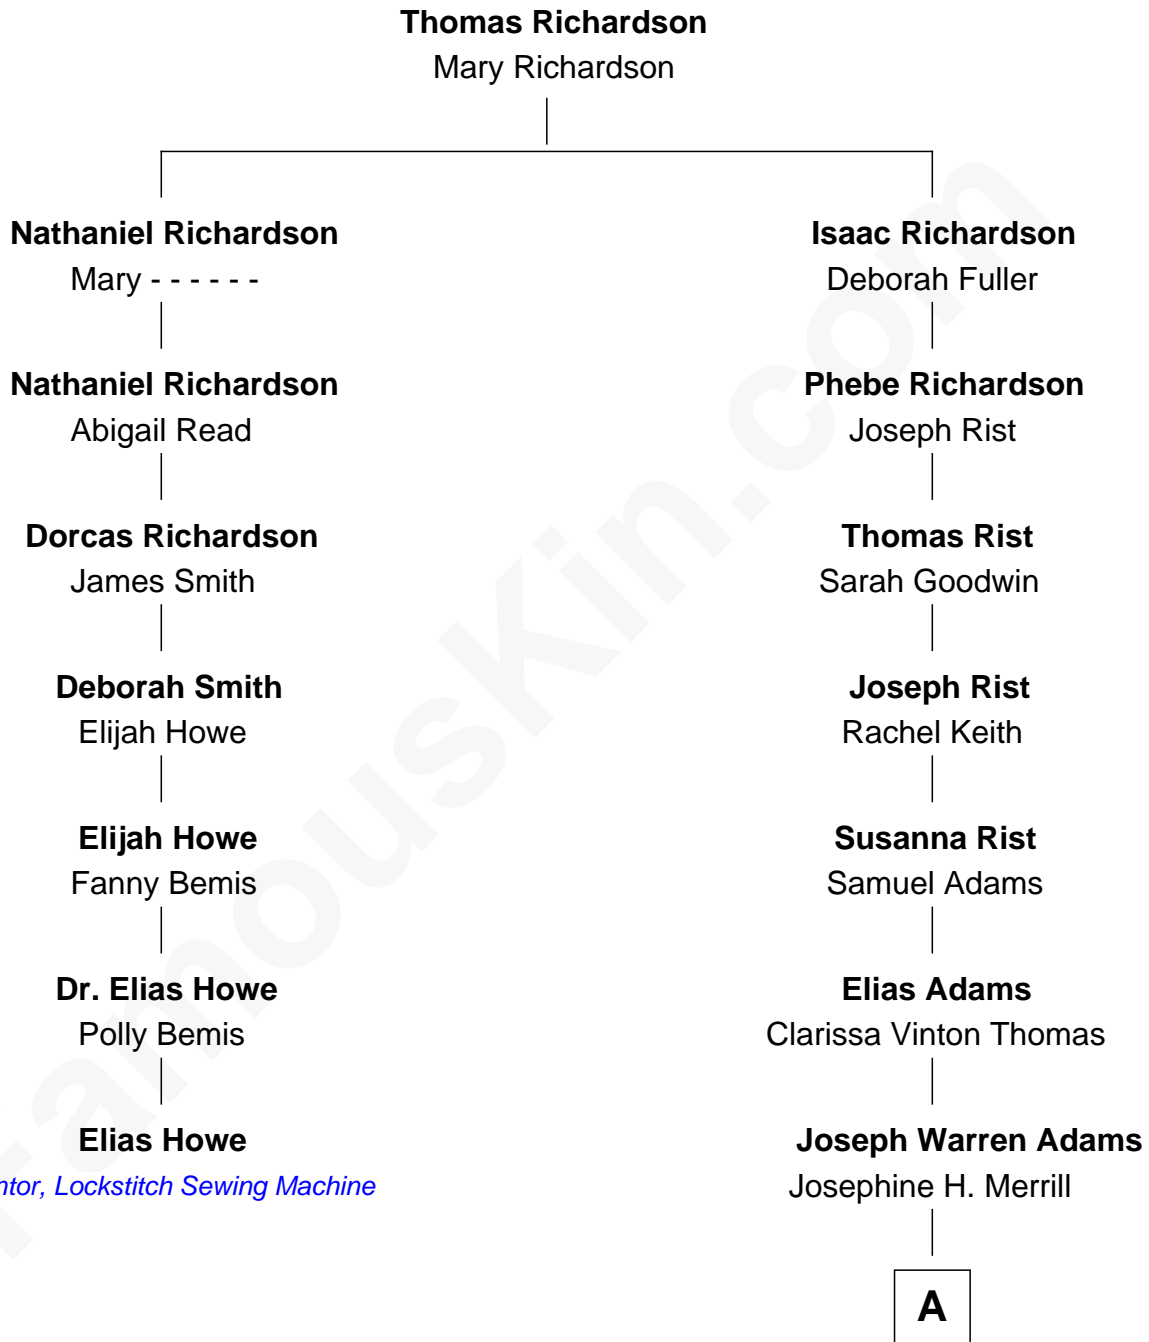 Thomas Richardson
Mary Richardson
Nathaniel Richardson
Mary - - - - - -
Nathaniel Richardson
Abigail Read
Dorcas Richardson
James Smith
Deborah Smith
Elijah Howe
Elijah Howe
Fanny Bemis
Dr. Elias Howe
Polly Bemis
Elias Howe
ntor, Lockstitch Sewing Machine
Isaac Richardson
Deborah Fuller
Phebe Richardson
Joseph Rist
Thomas Rist
Sarah Goodwin
Joseph Rist
Rachel Keith
Susanna Rist
Samuel Adams
Elias Adams
Clarissa Vinton Thomas
Joseph Warren Adams
Josephine H. Merrill
A
FamousKin.com